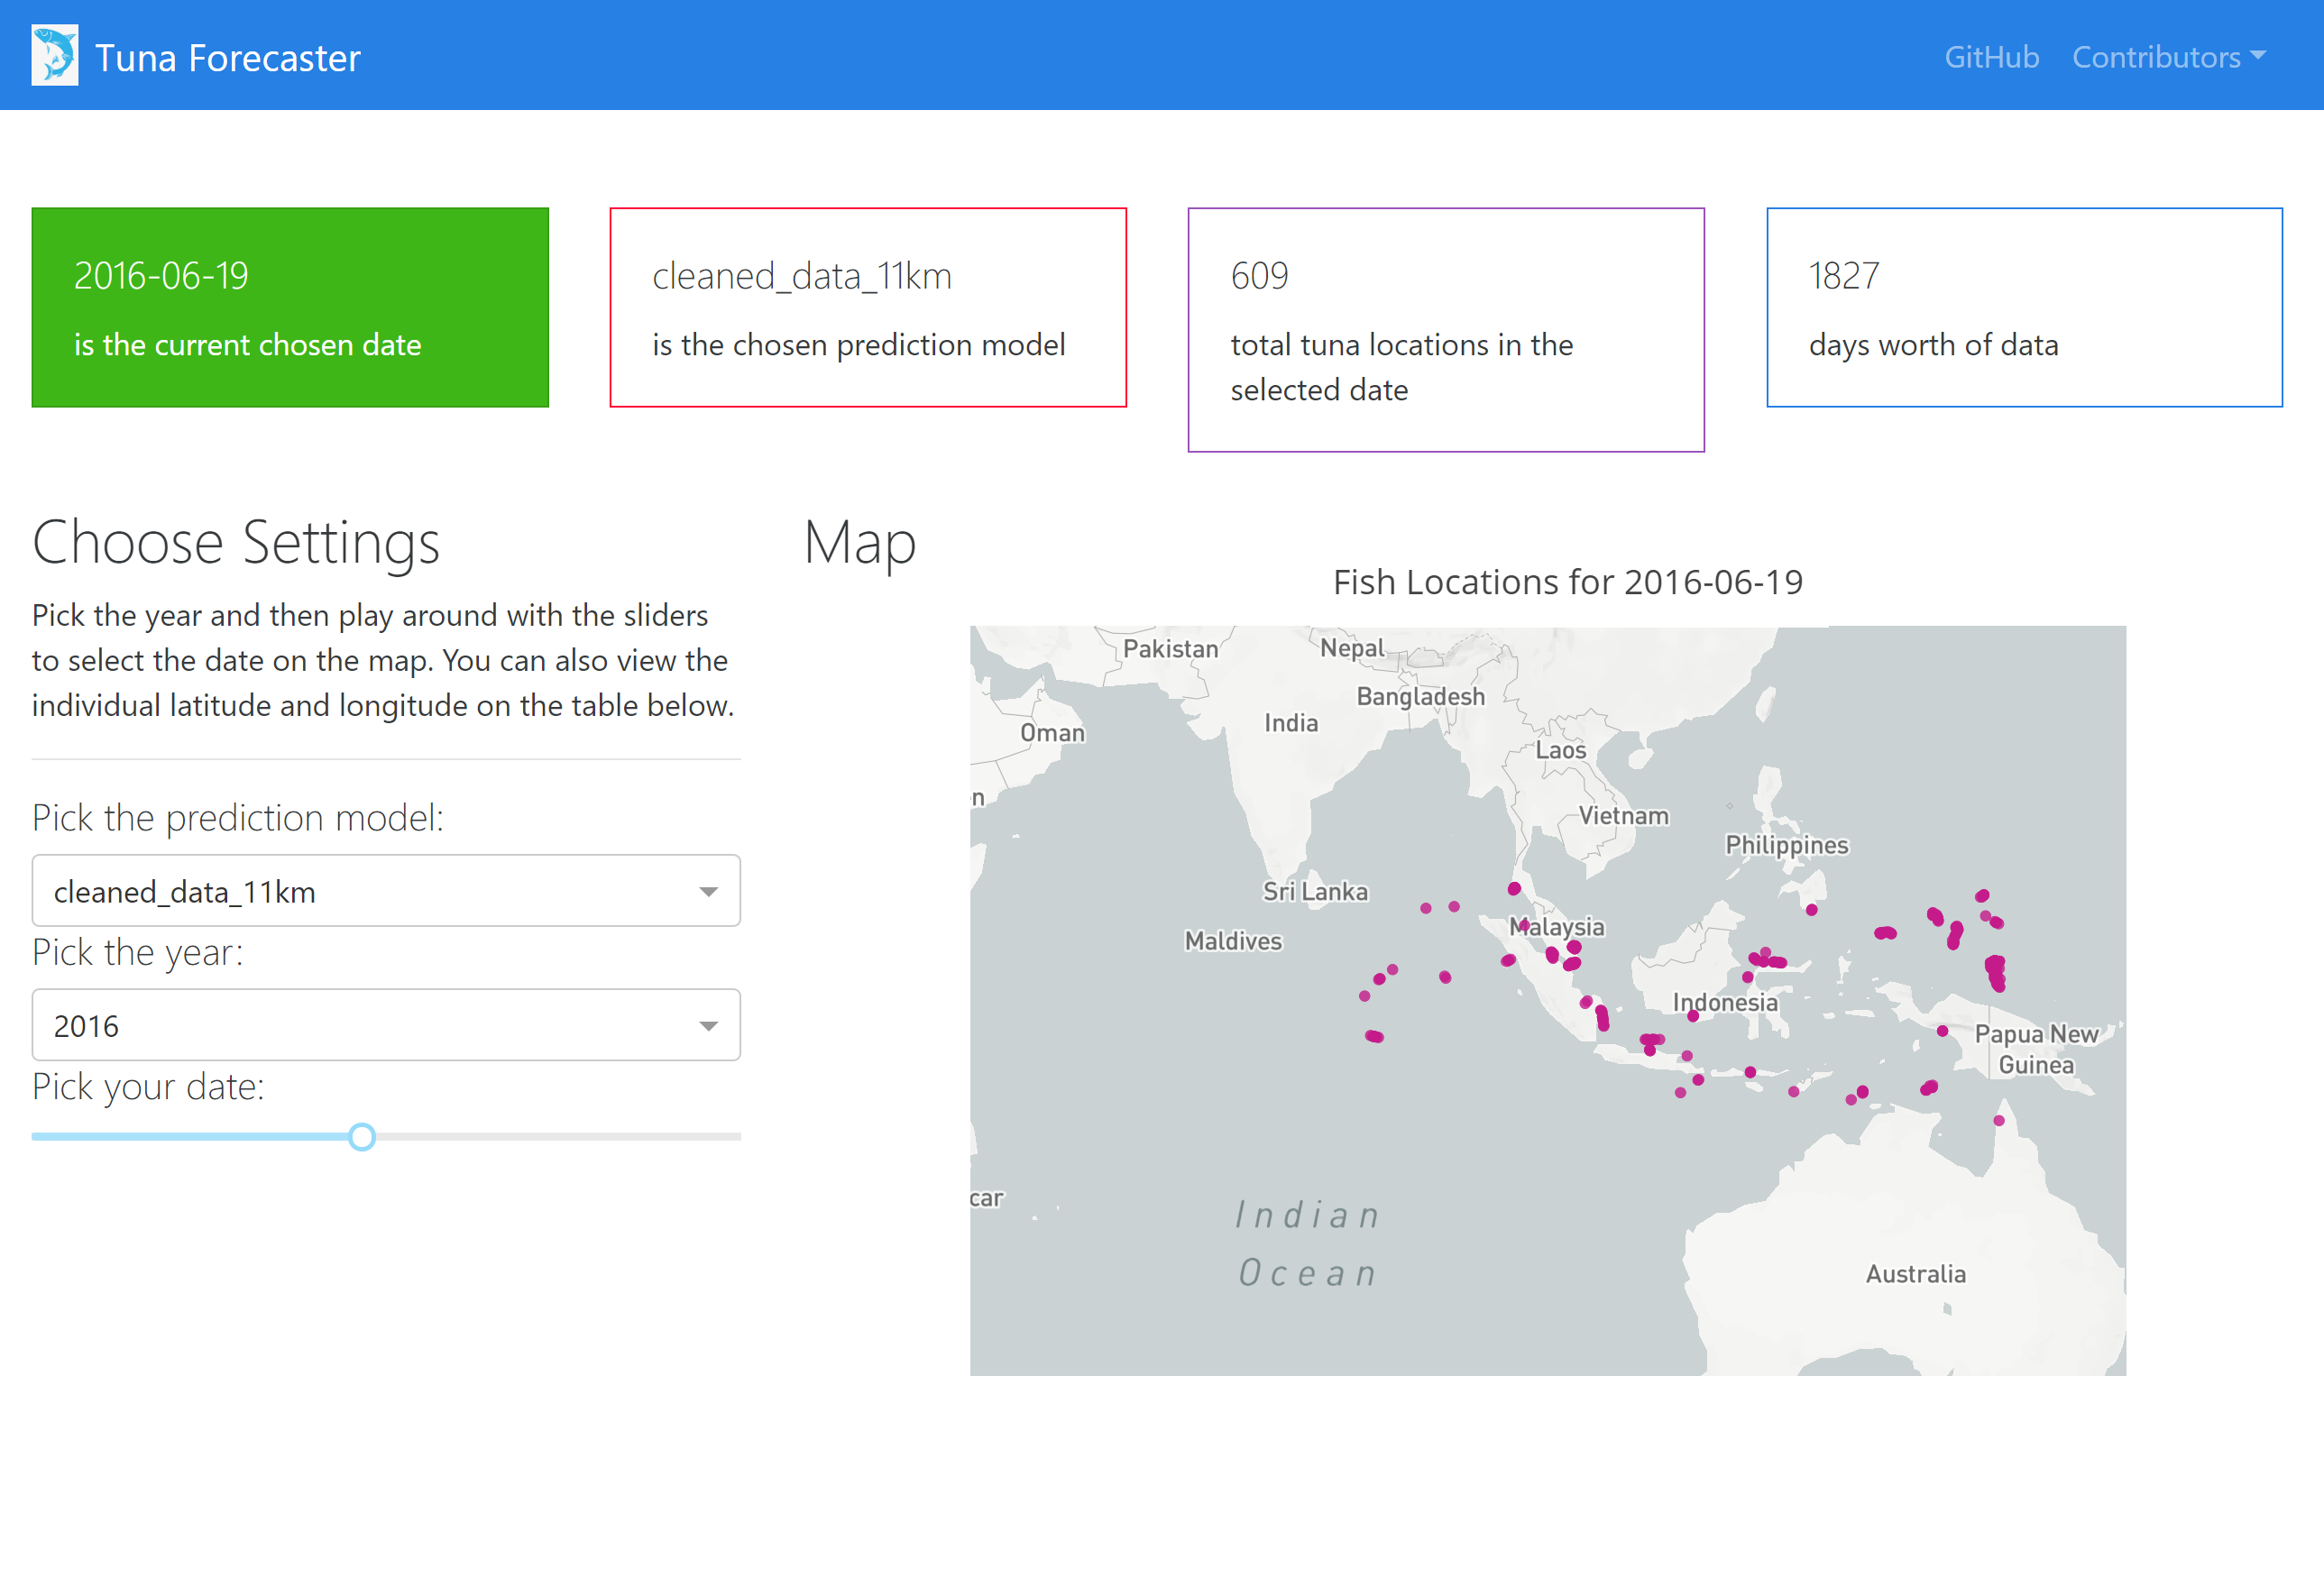 Tuna Forecaster
GitHub Contributors
2016-06-19
is the current chosen date
cleaned_data_11km
is the chosen prediction model
609
total tuna locations in the
selected date
1827
days worth of data
Choose Settings
Pick the year and then play around with the sliders
to select the date on the map. You can also view the
individual latitude and longitude on the table below.
Pick the prediction model:
cleaned_data_11km
Pick the year:
2016
Pick your date:
Map
Fish Locations for 2016-06-19
Pakistan
Nepal
Bangladesh
India
Oman
Laos
n
Vietnam
Philippines
Sri Lanka
Malaysia
Maldives
Indonesia
Papua New
Guinea
car
Indian
Ocean
Australia